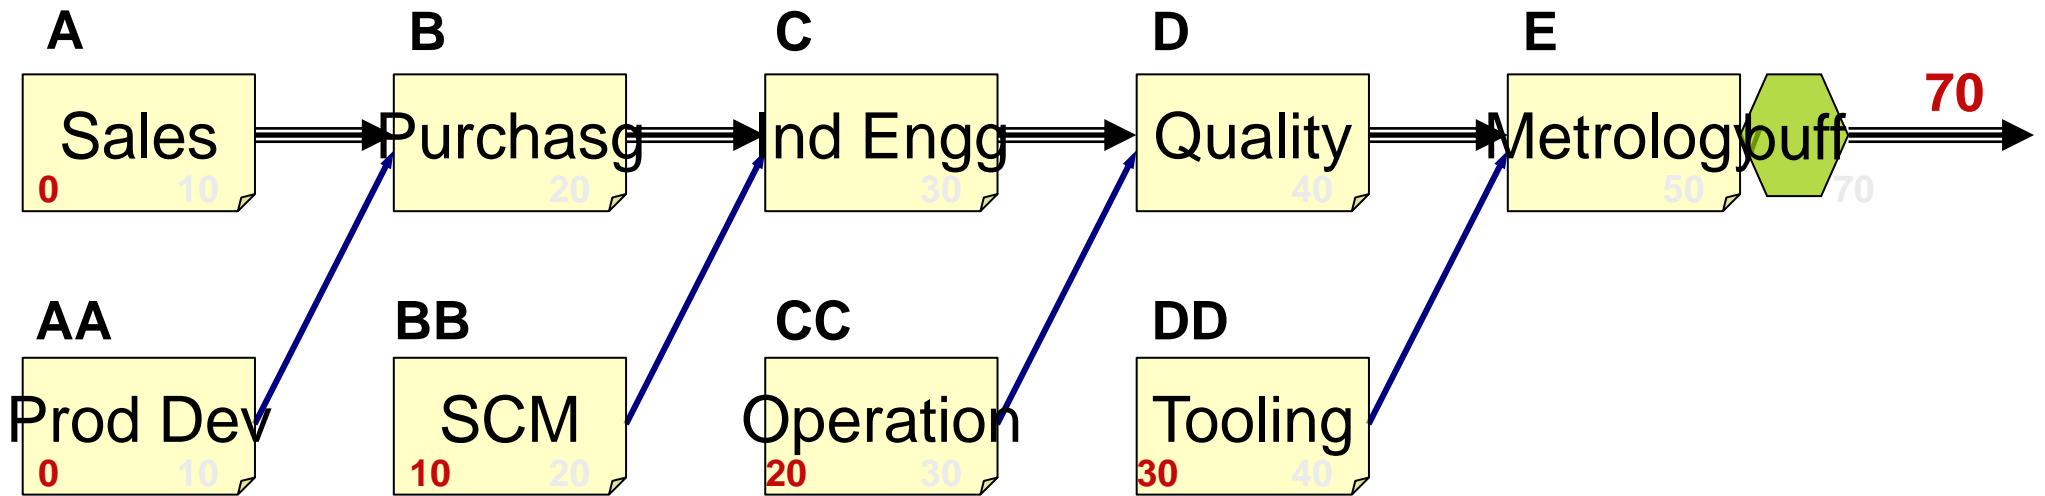 A B C D E
Sales Purchasg Ind Engg Quality Metrology buff 70
0 10 20 30 40 50 70
AA BB CC DD
Prod Dev SCM Operation Tooling
0 10 10 20 20 30 30 40